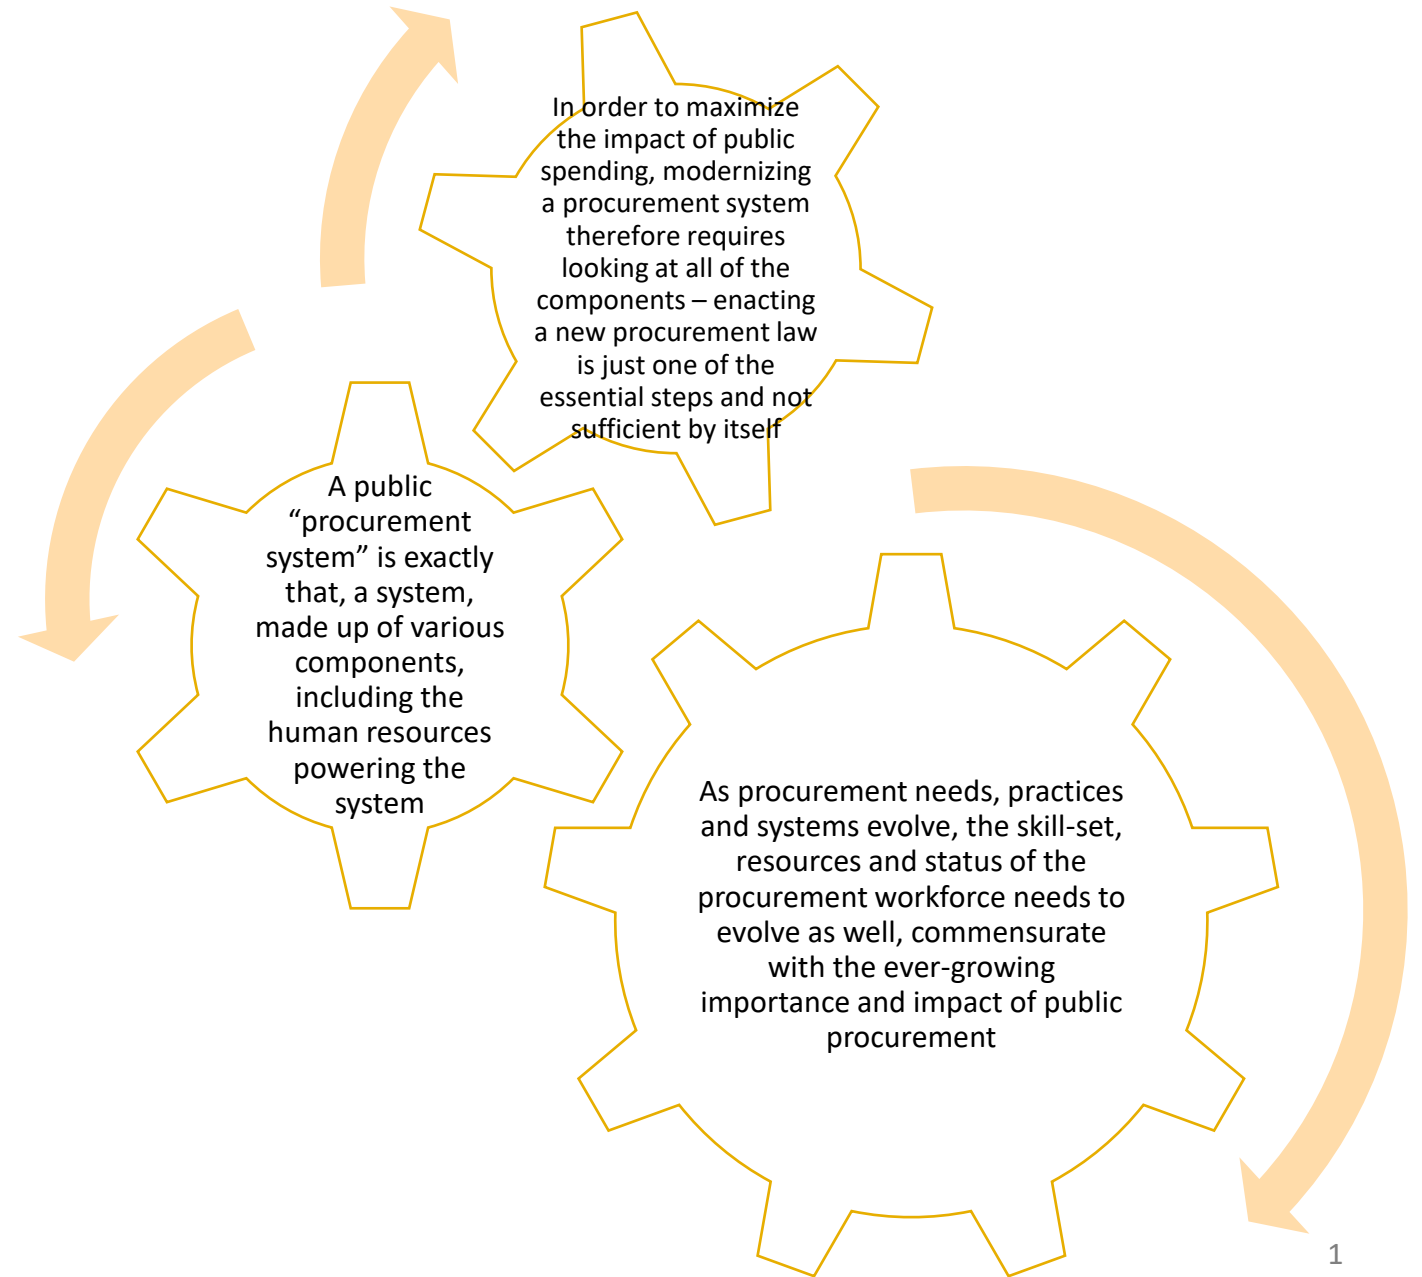 In order to maximize
the impact of public
spending, modernizing
a procurement system
therefore requires
looking at all of the
components – enacting
a new procurement law
is just one of the
essential steps and not
sufficient by itself
A public
“procurement
system” is exactly
that, a system,
made up of various
components,
including the
human resources
powering the
system
As procurement needs, practices
and systems evolve, the skill-set,
resources and status of the
procurement workforce needs to
evolve as well, commensurate
with the ever-growing
importance and impact of public
procurement
1